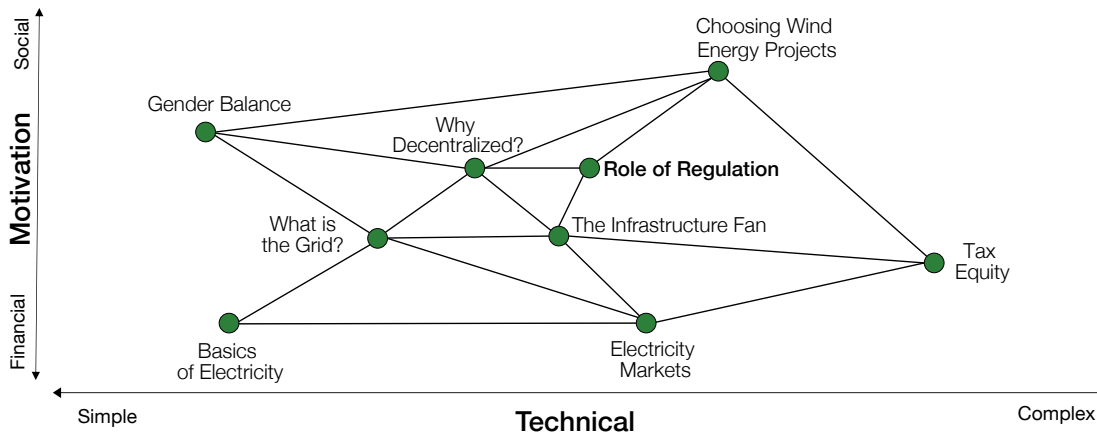 Social
Motivation
Financial
Choosing Wind
Energy Projects
Gender Balance
Why
Decentralized?
Role of Regulation
What is
the Grid?
The Infrastructure Fan
Tax
Equity
Basics
of Electricity
Electricity
Markets
Simple
Technical
Complex